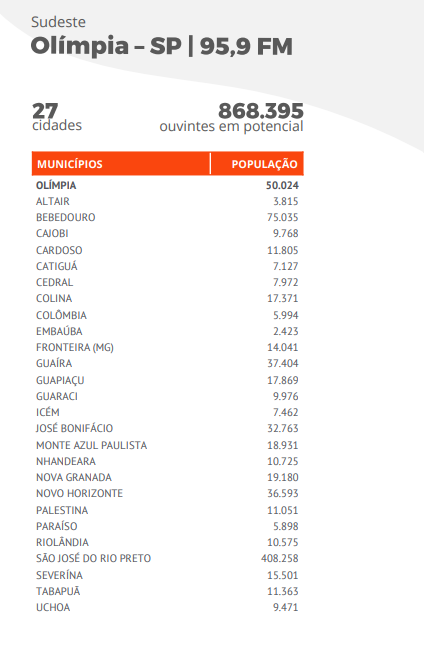 Sudeste
Olímpia – SP | 95,9 FM
27 868.395
cidades ouvintes em potencial
MUNICÍPIOS POPULAÇÃO
OLÍMPIA 50.024
ALTAIR 3.815
BEBEDOURO 75.035
CAJOBI 9.768
CARDOSO 11.805
CATIGUÁ 7.127
CEDRAL 7.972
COLINA 17.371
COLÔMBIA 5.994
EMBAÚBA 2.423
FRONTEIRA (MG) 14.041
GUAÍRA 37.404
GUAPIAÇU 17.869
GUARACI 9.976
ICÉM 7.462
JOSÉ BONIFÁCIO 32.763
MONTE AZUL PAULISTA 18.931
NHANDEARA 10.725
NOVA GRANADA 19.180
NOVO HORIZONTE 36.593
PALESTINA 11.051
PARAÍSO 5.898
RIOLÂNDIA 10.575
SÃO JOSÉ DO RIO PRETO 408.258
SEVERÍNA 15.501
TABAPUÃ 11.363
UCHOA 9.471